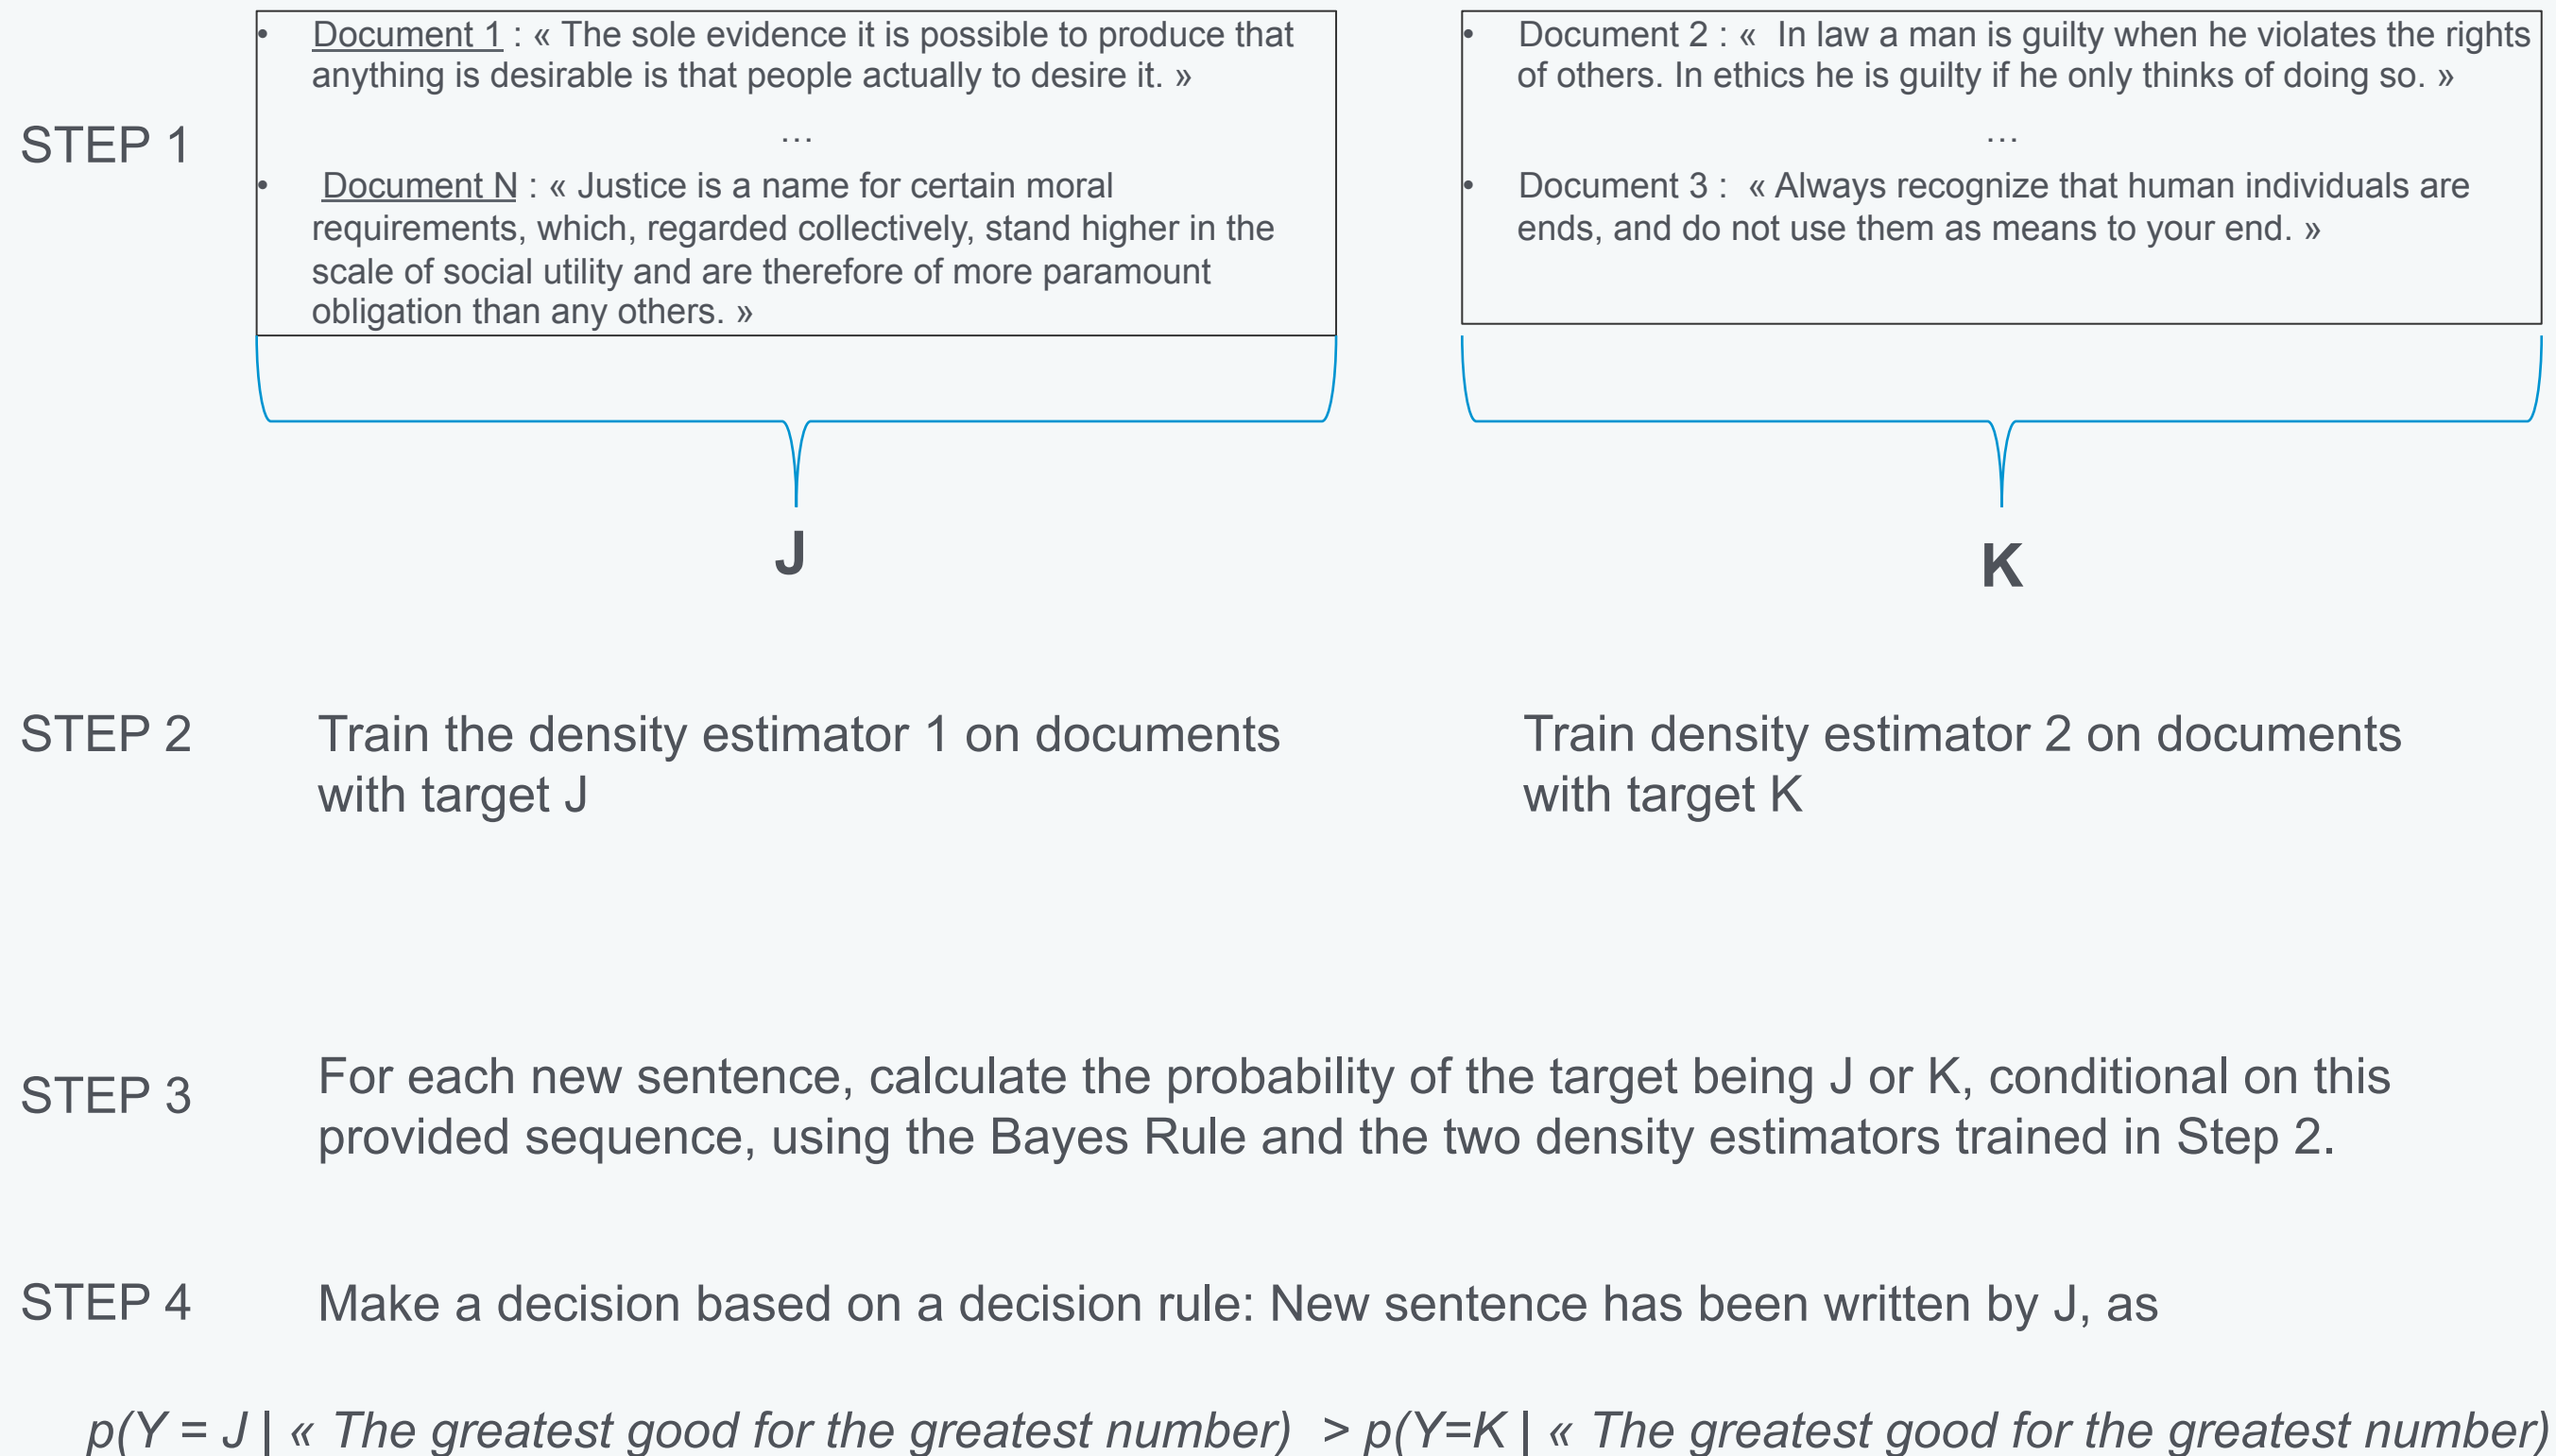 STEP 1
• Document 1 : « The sole evidence it is possible to produce that
anything is desirable is that people actually to desire it. »
…
• Document N : « Justice is a name for certain moral
requirements, which, regarded collectively, stand higher in the
scale of social utility and are therefore of more paramount
obligation than any others. »
J
• Document 2 : «  In law a man is guilty when he violates the rights
of others. In ethics he is guilty if he only thinks of doing so. »
…
• Document 3 :  « Always recognize that human individuals are
ends, and do not use them as means to your end. »
K
STEP 2
Train the density estimator 1 on documents
with target J
Train density estimator 2 on documents
with target K
STEP 3
For each new sentence, calculate the probability of the target being J or K, conditional on this
provided sequence, using the Bayes Rule and the two density estimators trained in Step 2.
STEP 4
Make a decision based on a decision rule: New sentence has been written by J, as
p(Y = J | « The greatest good for the greatest number)  > p(Y=K | « The greatest good for the greatest number)